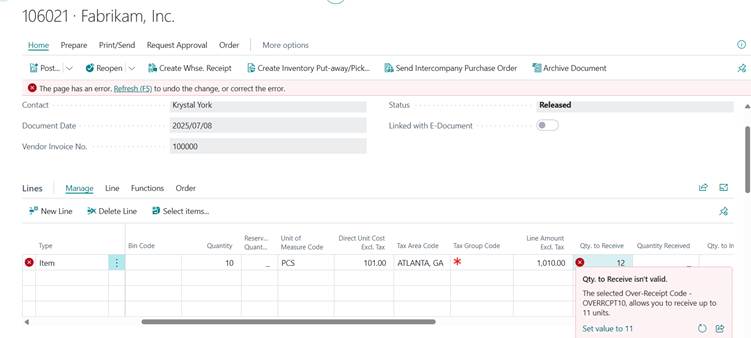 106021 · Fabrikam, Inc.
Home Prepare Print/Send Request Approval Order More options
Post... Reopen Create Whse. Receipt Create Inventory Put-away/Pick... Send Intercompany Purchase Order Archive Document
The page has an error. Refresh (F5) to undo the change, or correct the error.
Contact Krystal York Status Released
Document Date 2025/07/08 Linked with E-Document
Vendor Invoice No. 100000
Lines Manage Line Functions Order
New Line Delete Line Select items...
Type Bin Code Quantity Reserv... Quant... Unit of Measure Code Direct Unit Cost Excl. Tax Tax Area Code Tax Group Code Line Amount Excl. Tax Qty. to Receive Quantity Received Qty. to In
Item 10 _ PCS 101.00 ATLANTA, GA * 1,010.00 12 _
Qty. to Receive isn't valid.
The selected Over-Receipt Code -
OVERRCPT10, allows you to receive up
to 11 units.
Set value to 11